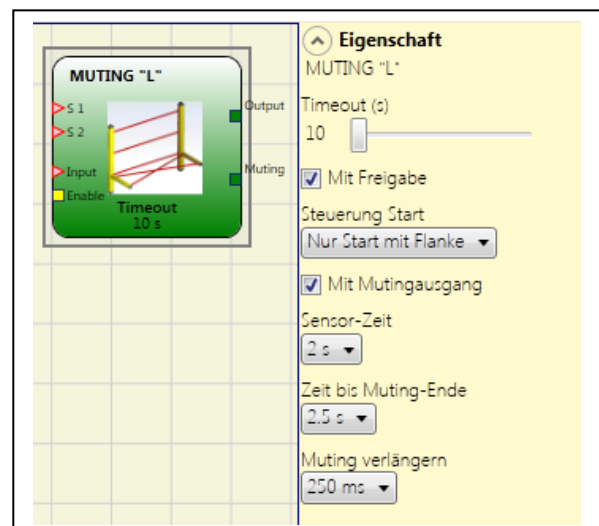 MUTING "L"
S 1
S 2
Input
Enable
Output
Muting
Timeout
10 s
Eigenschaft
MUTING "L"
Timeout (s)
10
Mit Freigabe
Steuerung Start
Nur Start mit Flanke
Mit Mutingausgang
Sensor-Zeit
2 s
Zeit bis Muting-Ende
2.5 s
Muting verlängern
250 ms